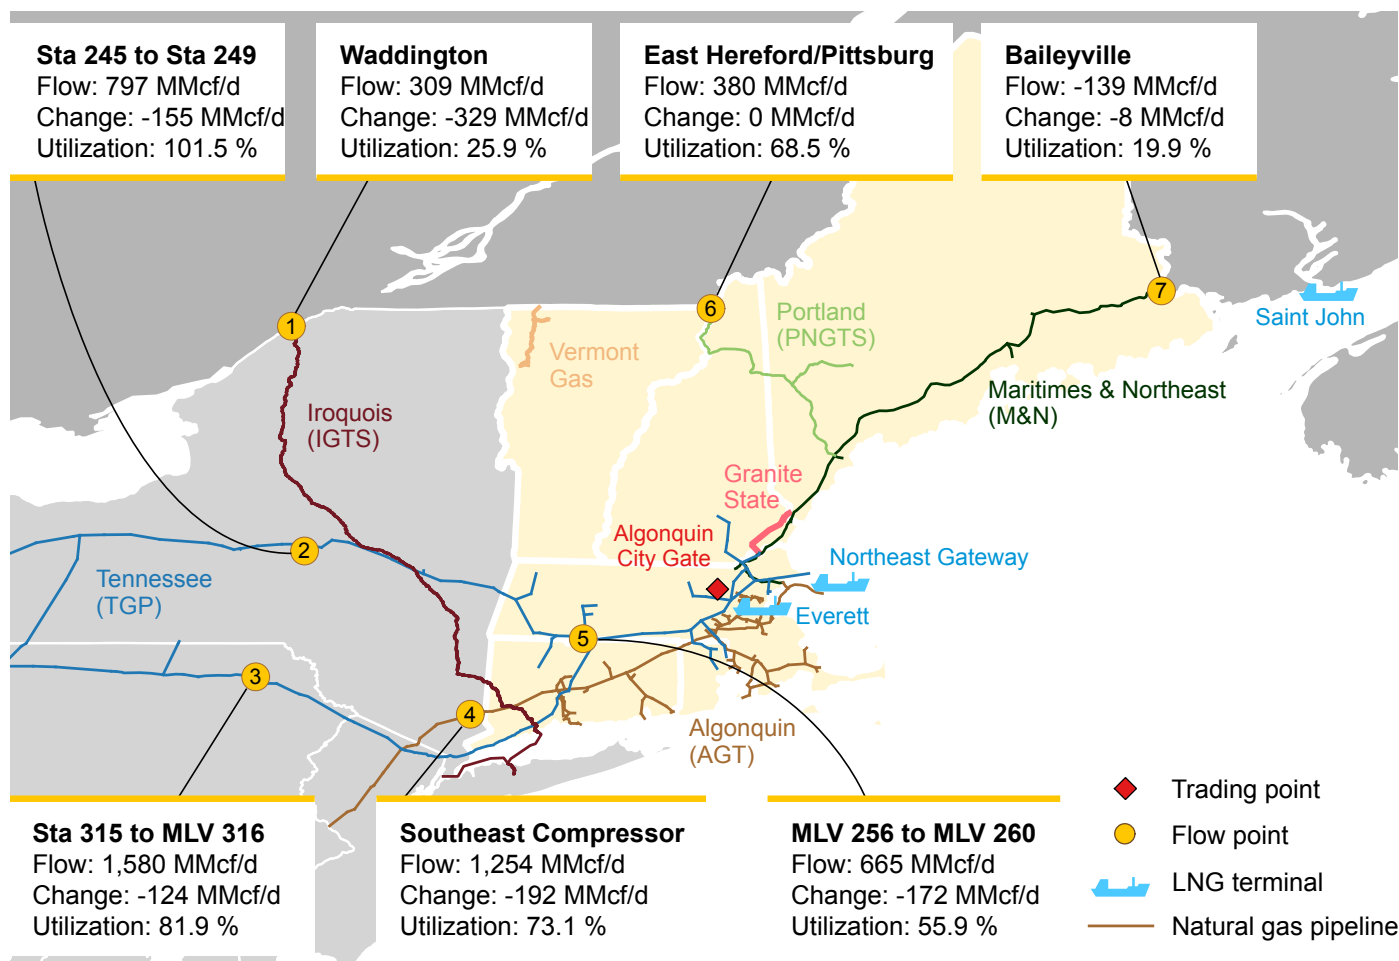 Sta 245 to Sta 249
Flow: 797 MMcf/d
Change: -155 MMcf/d
Utilization: 101.5 %
Waddington
Flow: 309 MMcf/d
Change: -329 MMcf/d
Utilization: 25.9 %
East Hereford/Pittsburg
Flow: 380 MMcf/d
Change: 0 MMcf/d
Utilization: 68.5 %
Baileyville
Flow: -139 MMcf/d
Change: -8 MMcf/d
Utilization: 19.9 %
7
6
1
Saint John
Portland
(PNGTS)
Vermont
Gas
Maritimes & Northeast
(M&N)
Iroquois
(IGTS)
Granite
State
Algonquin
City Gate
2
Northeast Gateway
Tennessee
(TGP)
Everett
5
3
4
Algonquin
(AGT)
Sta 315 to MLV 316
Flow: 1,580 MMcf/d
Change: -124 MMcf/d
Utilization: 81.9 %
Southeast Compressor
Flow: 1,254 MMcf/d
Change: -192 MMcf/d
Utilization: 73.1 %
MLV 256 to MLV 260
Flow: 665 MMcf/d
Change: -172 MMcf/d
Utilization: 55.9 %
Trading point
Flow point
LNG terminal
Natural gas pipeline